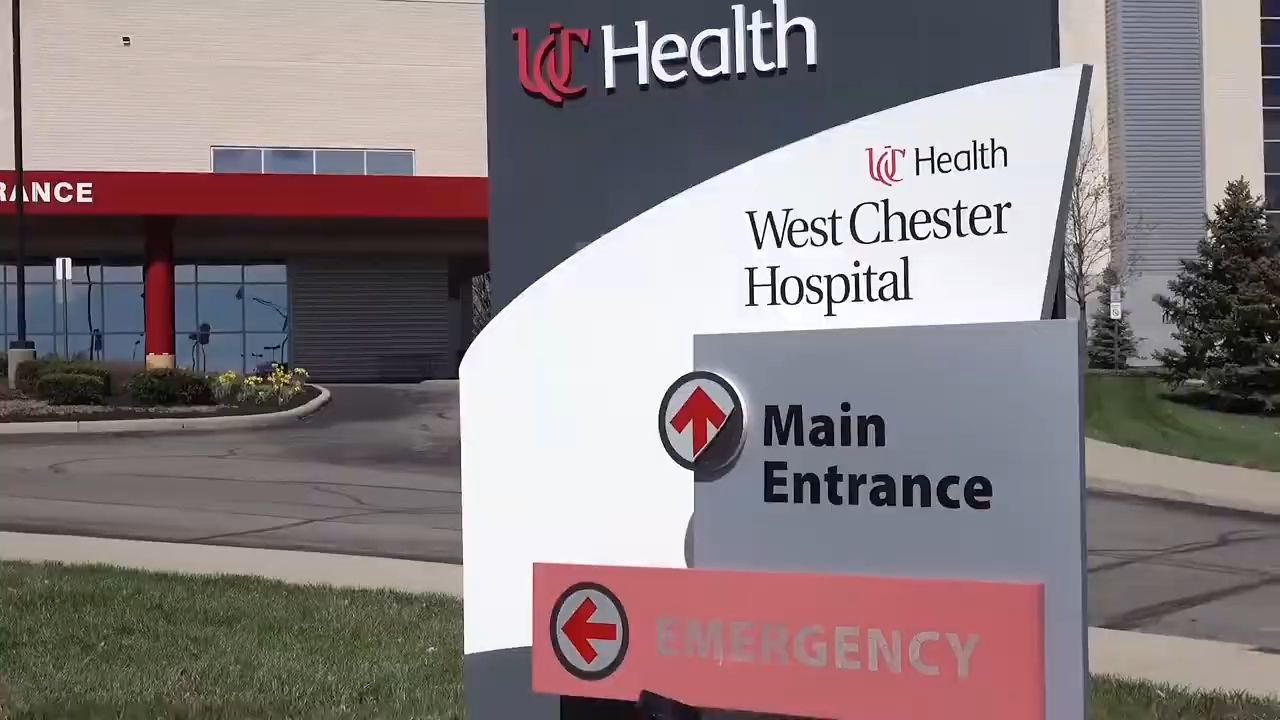 UC Health
RANCE
UC Health
West Chester
Hospital
Main
Entrance
EMERGENCY